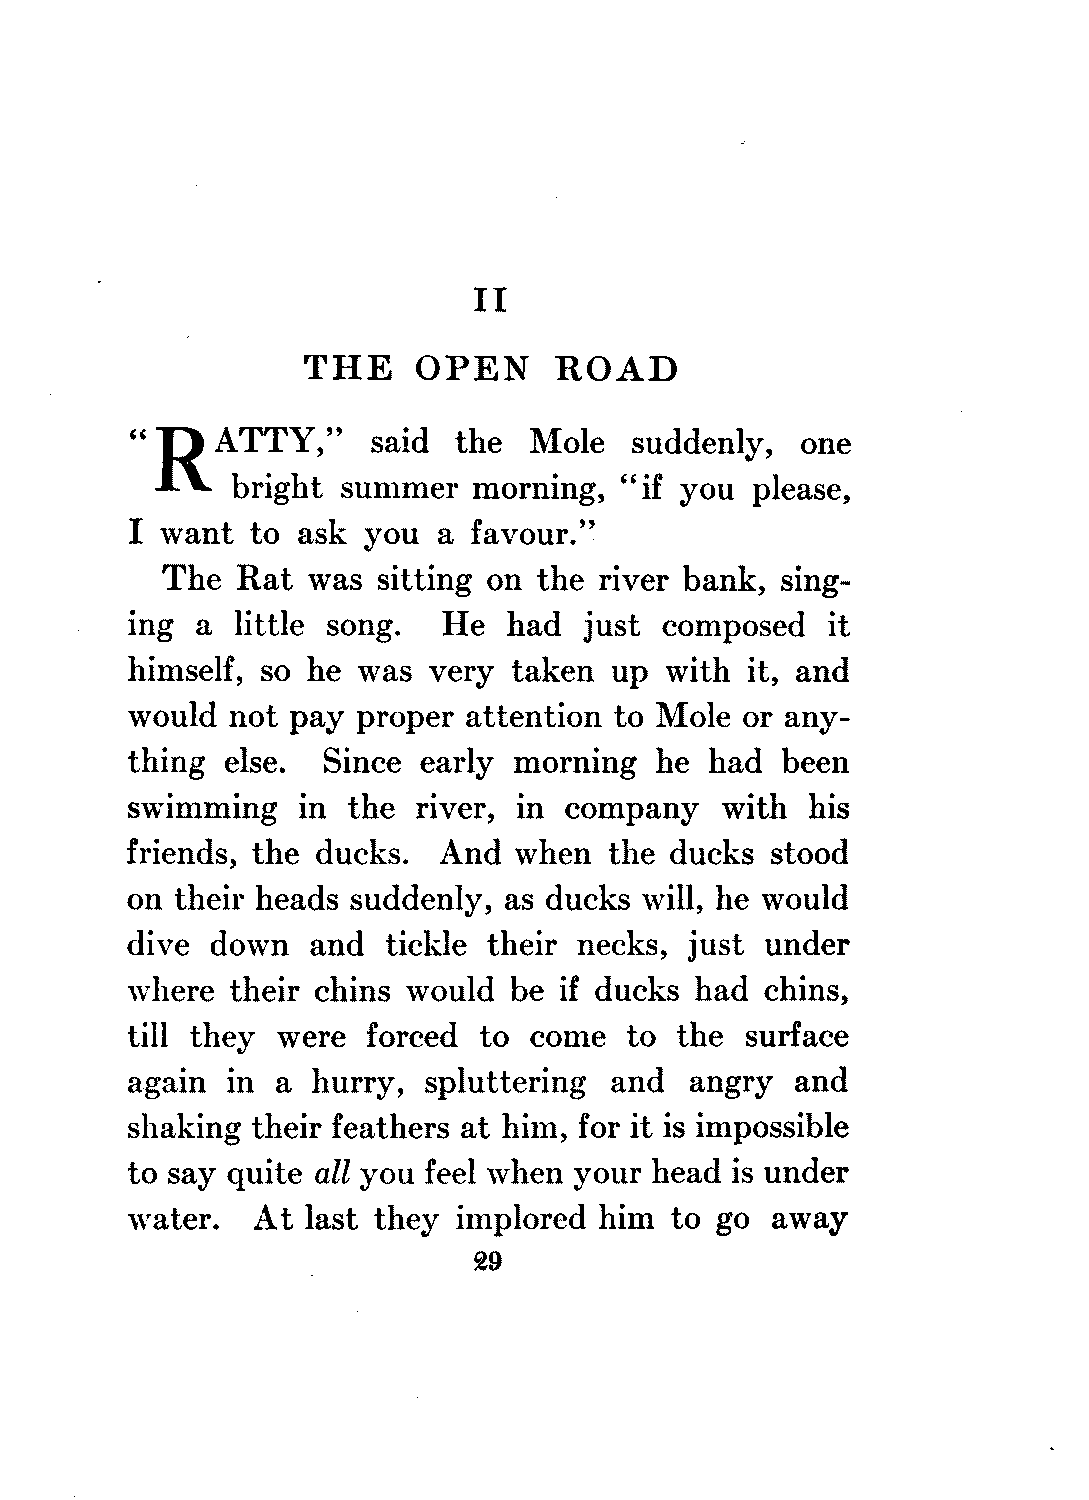 II
THE OPEN ROAD
“RATTY,” said the Mole suddenly, one
bright summer morning, “if you please,
I want to ask you a favour.”
The Rat was sitting on the river bank, sing-
ing a little song. He had just composed it
himself, so he was very taken up with it, and
would not pay proper attention to Mole or any-
thing else. Since early morning he had been
swimming in the river, in company with his
friends, the ducks. And when the ducks stood
on their heads suddenly, as ducks will, he would
dive down and tickle their necks, just under
where their chins would be if ducks had chins,
till they were forced to come to the surface
again in a hurry, spluttering and angry and
shaking their feathers at him, for it is impossible
to say quite all you feel when your head is under
water. At last they implored him to go away
29